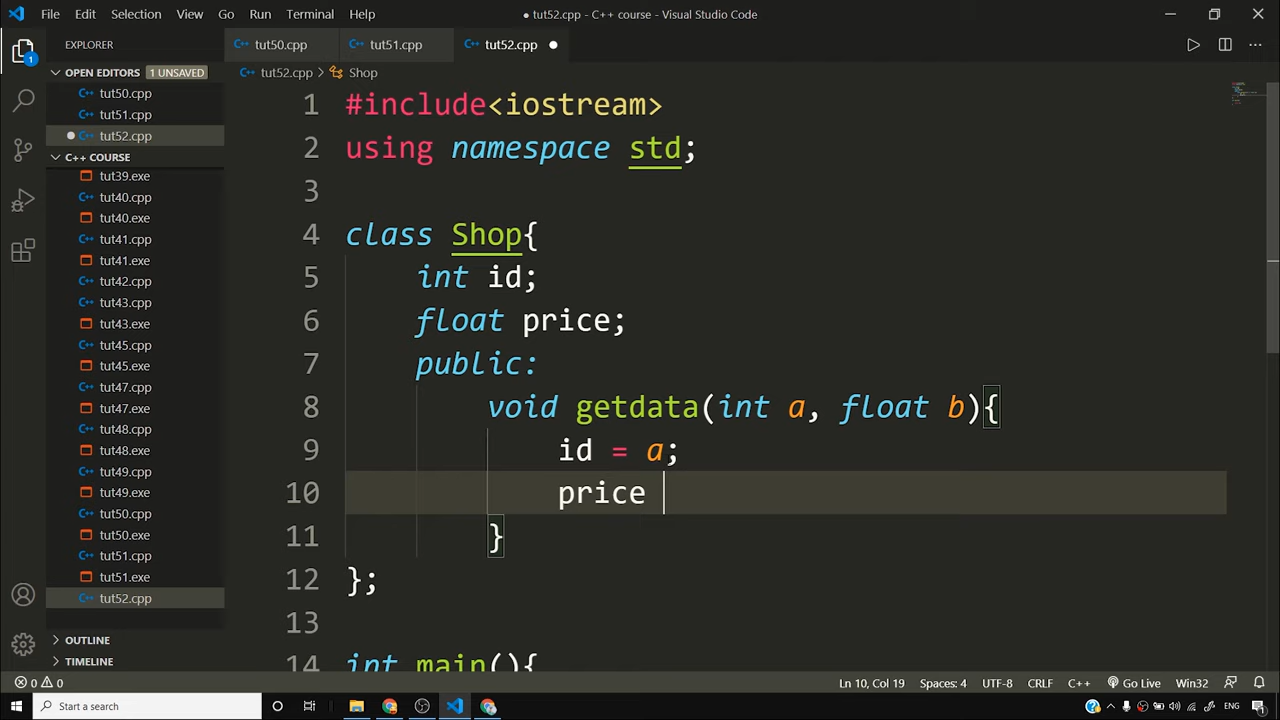 File Edit Selection View Go Run Terminal Help
● tut52.cpp - C++ course - Visual Studio Code
EXPLORER
OPEN EDITORS 1 UNSAVED
tut50.cpp
tut51.cpp
tut52.cpp
C++ COURSE
tut39.exe
tut40.cpp
tut40.exe
tut41.cpp
tut41.exe
tut42.cpp
tut43.cpp
tut43.exe
tut45.cpp
tut45.exe
tut47.cpp
tut47.exe
tut48.cpp
tut48.exe
tut49.cpp
tut49.exe
tut50.cpp
tut50.exe
tut51.cpp
tut51.exe
tut52.cpp
OUTLINE
TIMELINE
tut50.cpp tut51.cpp tut52.cpp
tut52.cpp > Shop
1 #include<iostream>
2 using namespace std;
3
4 class Shop{
5 int id;
6 float price;
7 public:
8 void getdata(int a, float b){
9 id = a;
10 price
11 }
12 };
13
14 int main(){
0 0 Ln 10, Col 19 Spaces: 4 UTF-8 CRLF C++ Go Live Win32
1
Start a search
ENG